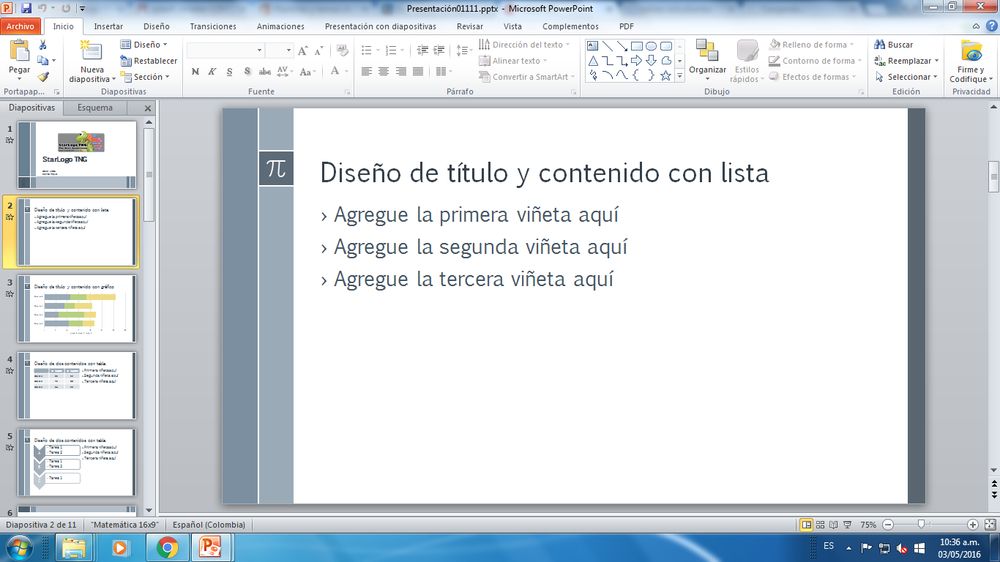 Presentación01111.pptx - Microsoft PowerPoint
Archivo Inicio Insertar Diseño Transiciones Animaciones Presentación con diapositivas Revisar Vista Complementos PDF
Pegar
Portapap...
Nueva diapositiva
Diseño
Restablecer
Sección
Diapositivas
N K S S abc AV Aa A
Fuente
Dirección del texto
Alinear texto
Convertir a SmartArt
Párrafo
Organizar
Estilos rápidos
Relleno de forma
Contorno de forma
Efectos de formas
Dibujo
Buscar
Reemplazar
Seleccionar
Edición
Firme y Codifique
Privacidad
Diapositivas Esquema
1
StarLogo TNG
StarLogo TNG
2
Diseño de título y contenido con lista
Agregue la primera viñeta aquí
Agregue la segunda viñeta aquí
Agregue la tercera viñeta aquí
3
Diseño de título y contenido con gráfico
4
Diseño de dos contenidos con tabla
Primera viñeta aquí
Segunda viñeta aquí
Tercera viñeta aquí
5
Diseño de dos contenidos con tabla
A
- Tarea 1
- Tarea 2
B
- Tarea 1
- Tarea 2
C
- Tarea 1
Primera viñeta aquí
Segunda viñeta aquí
Tercera viñeta aquí
6
π
Diseño de título y contenido con lista
› Agregue la primera viñeta aquí
› Agregue la segunda viñeta aquí
› Agregue la tercera viñeta aquí
Diapositiva 2 de 11 "Matemática 16x9" Español (Colombia) 75%
ES
10:36 a.m.
03/05/2016